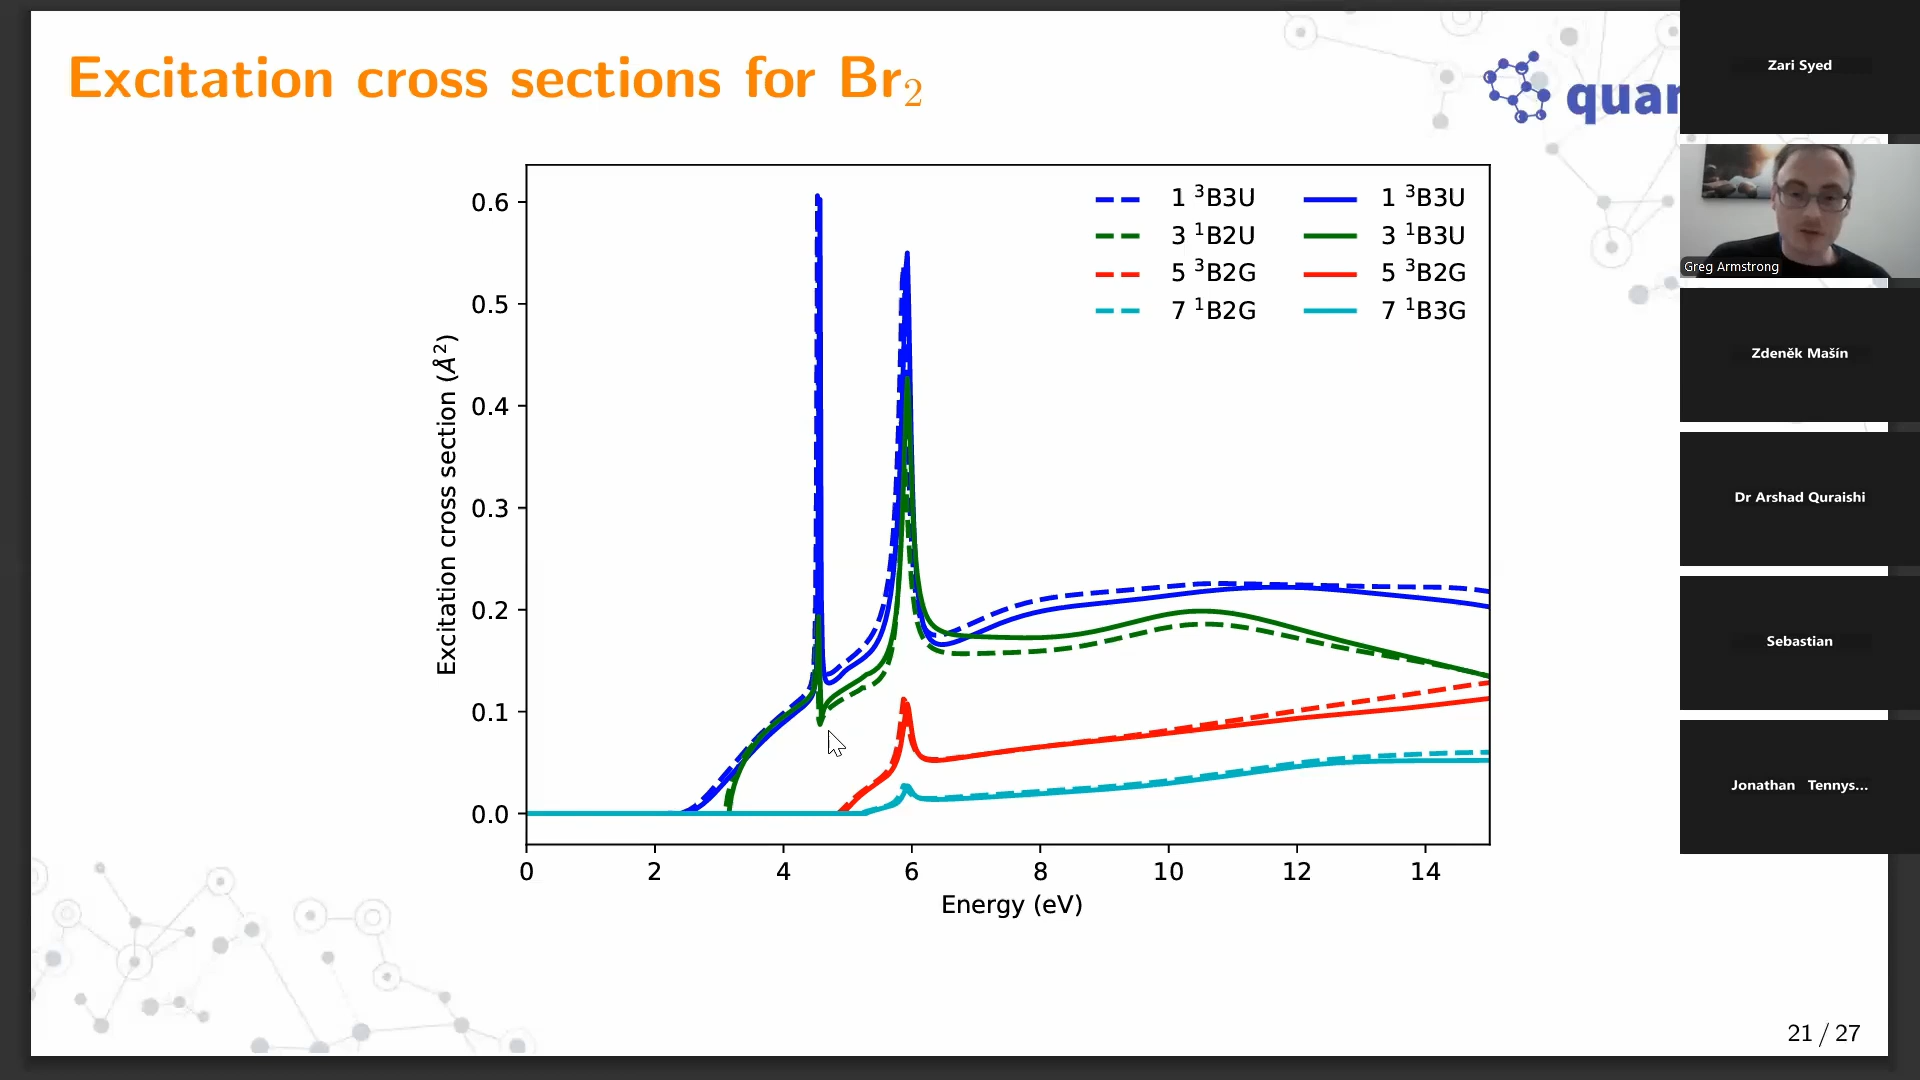 Excitation cross sections for Br₂
quan
Excitation cross section (Å²)
0.6
0.5
0.4
0.3
0.2
0.1
0.0
1 ³B3U
3 ¹B2U
5 ³B2G
7 ¹B2G
1 ³B3U
3 ¹B3U
5 ³B2G
7 ¹B3G
0 2 4 6 8 10 12 14
Energy (eV)
21 / 27
Zari Syed
Greg Armstrong
Zdeněk Mašín
Dr Arshad Quraishi
Sebastian
Jonathan Tennys...